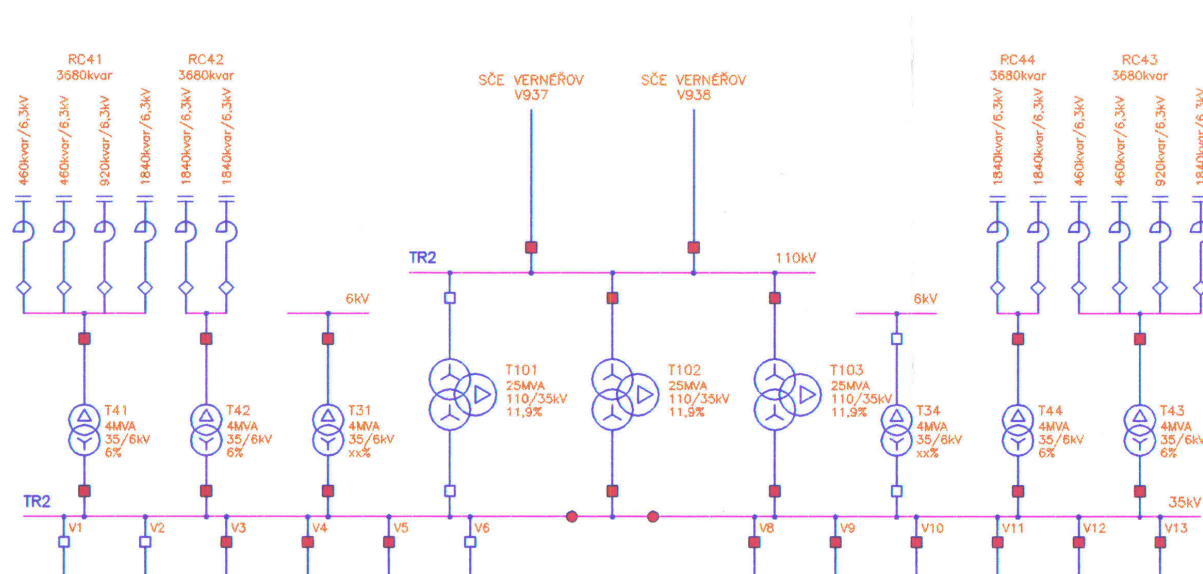 RC41
3680kvar
RC42
3680kvar
460kvar/6,3kV
460kvar/6,3kV
920kvar/6,3kV
1840kvar/6,3kV
1840kvar/6,3kV
1840kvar/6,3kV
SČE VERNÉŘOV
V937
SČE VERNÉŘOV
V938
RC44
3680kvar
RC43
3680kvar
1840kvar/6,3kV
1840kvar/6,3kV
460kvar/6,3kV
460kvar/6,3kV
920kvar/6,3kV
1840kvar/6,3kV
TR2
110kV
6kV
6kV
T41
4MVA
35/6kV
6%
T42
4MVA
35/6kV
6%
T31
4MVA
35/6kV
xx%
T101
25MVA
110/35kV
11,9%
T102
25MVA
110/35kV
11,9%
T103
25MVA
110/35kV
11,9%
T34
4MVA
35/6kV
xx%
T44
4MVA
35/6kV
6%
T43
4MVA
35/6kV
6%
TR2
35kV
V1
V2
V3
V4
V5
V6
V8
V9
V10
V11
V12
V13